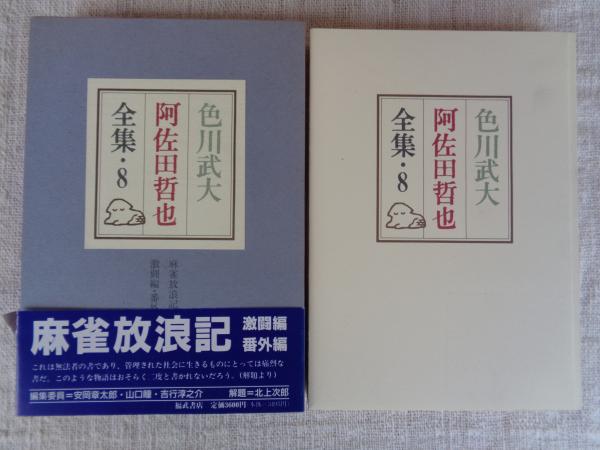 色川武大
阿佐田哲也
全集・8
麻雀放浪記
激闘編・番外
麻雀放浪記 激闘編
番外編
これは無法者の書であり、管理された社会に生きるものにとっては痛烈な
書だ。このような物語はおそらく二度と書かれないだろう。(解題より)
編集委員=安岡章太郎・山口瞳・吉行淳之介 解題=北上次郎
福武書店 定価3600円
色川武大
阿佐田哲也
全集・8